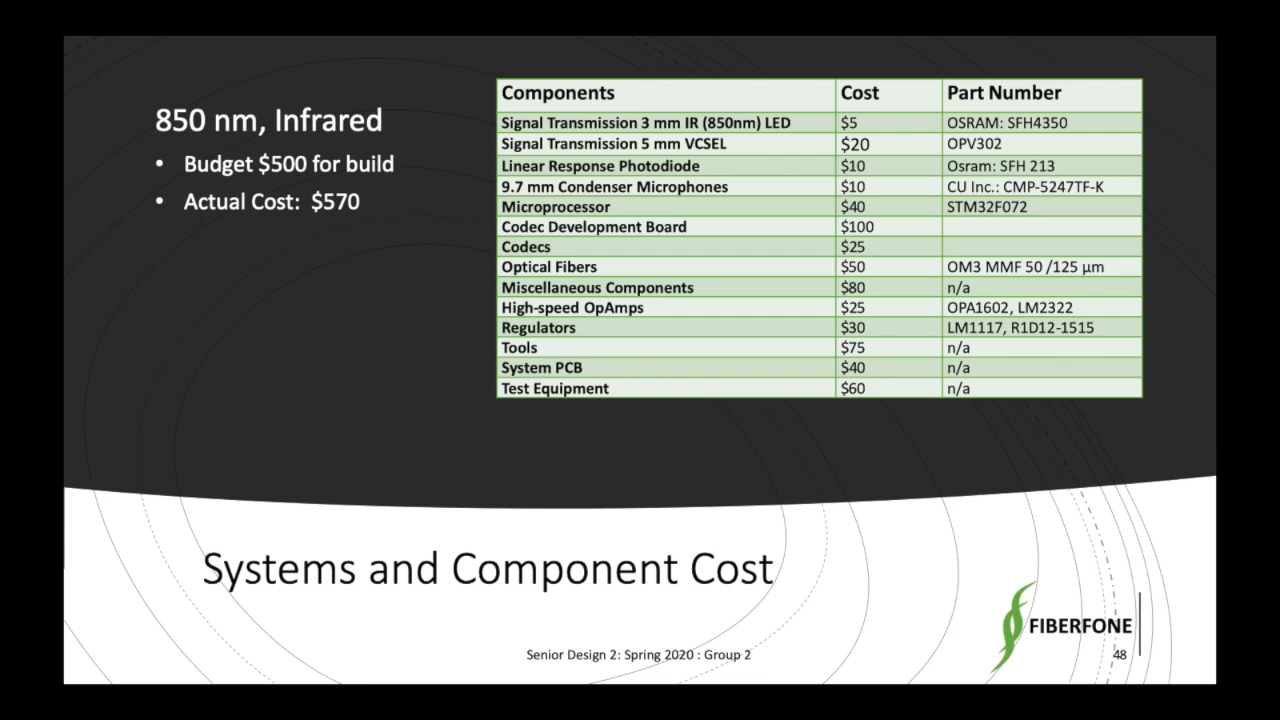 850 nm, Infrared
• Budget $500 for build
• Actual Cost: $570
Components Cost Part Number
Signal Transmission 3 mm IR (850nm) LED $5 OSRAM: SFH4350
Signal Transmission 5 mm VCSEL $20 OPV302
Linear Response Photodiode $10 Osram: SFH 213
9.7 mm Condenser Microphones $10 CU Inc.: CMP-5247TF-K
Microprocessor $40 STM32F072
Codec Development Board $100
Codecs $25
Optical Fibers $50 OM3 MMF 50 /125 µm
Miscellaneous Components $80 n/a
High-speed OpAmps $25 OPA1602, LM2322
Regulators $30 LM1117, R1D12-1515
Tools $75 n/a
System PCB $40 n/a
Test Equipment $60 n/a
Systems and Component Cost
FIBERFONE
Senior Design 2: Spring 2020 : Group 2 48